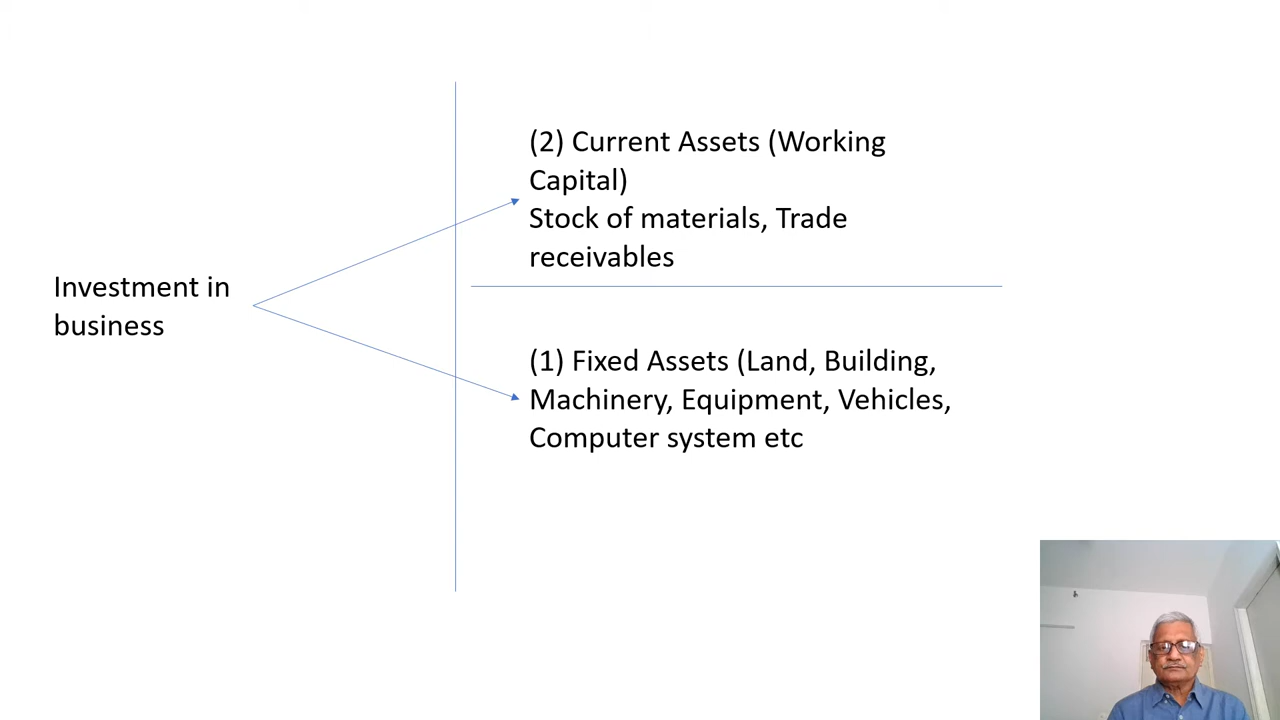 Investment in
business
(2) Current Assets (Working
Capital)
Stock of materials, Trade
receivables
(1) Fixed Assets (Land, Building,
Machinery, Equipment, Vehicles,
Computer system etc